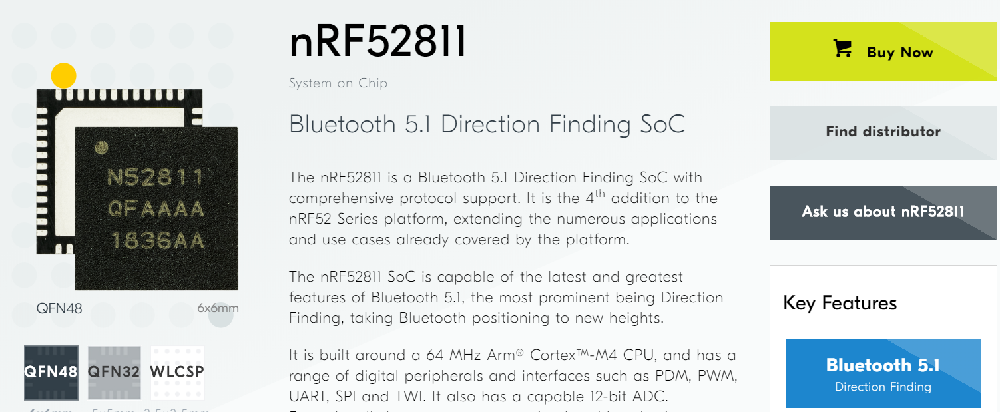 nRF52811
System on Chip
Bluetooth 5.1 Direction Finding SoC
The nRF52811 is a Bluetooth 5.1 Direction Finding SoC with
comprehensive protocol support. It is the 4th addition to the
nRF52 Series platform, extending the numerous applications
and use cases already covered by the platform.
The nRF52811 SoC is capable of the latest and greatest
features of Bluetooth 5.1, the most prominent being Direction
Finding, taking Bluetooth positioning to new heights.
It is built around a 64 MHz Arm® Cortex™-M4 CPU, and has a
range of digital peripherals and interfaces such as PDM, PWM,
UART, SPI and TWI. It also has a capable 12-bit ADC.
N52811
QFAAAA
1836AA
QFN48
6x6mm
QFN48
QFN32
WLCSP
Buy Now
Find distributor
Ask us about nRF52811
Key Features
Bluetooth 5.1
Direction Finding